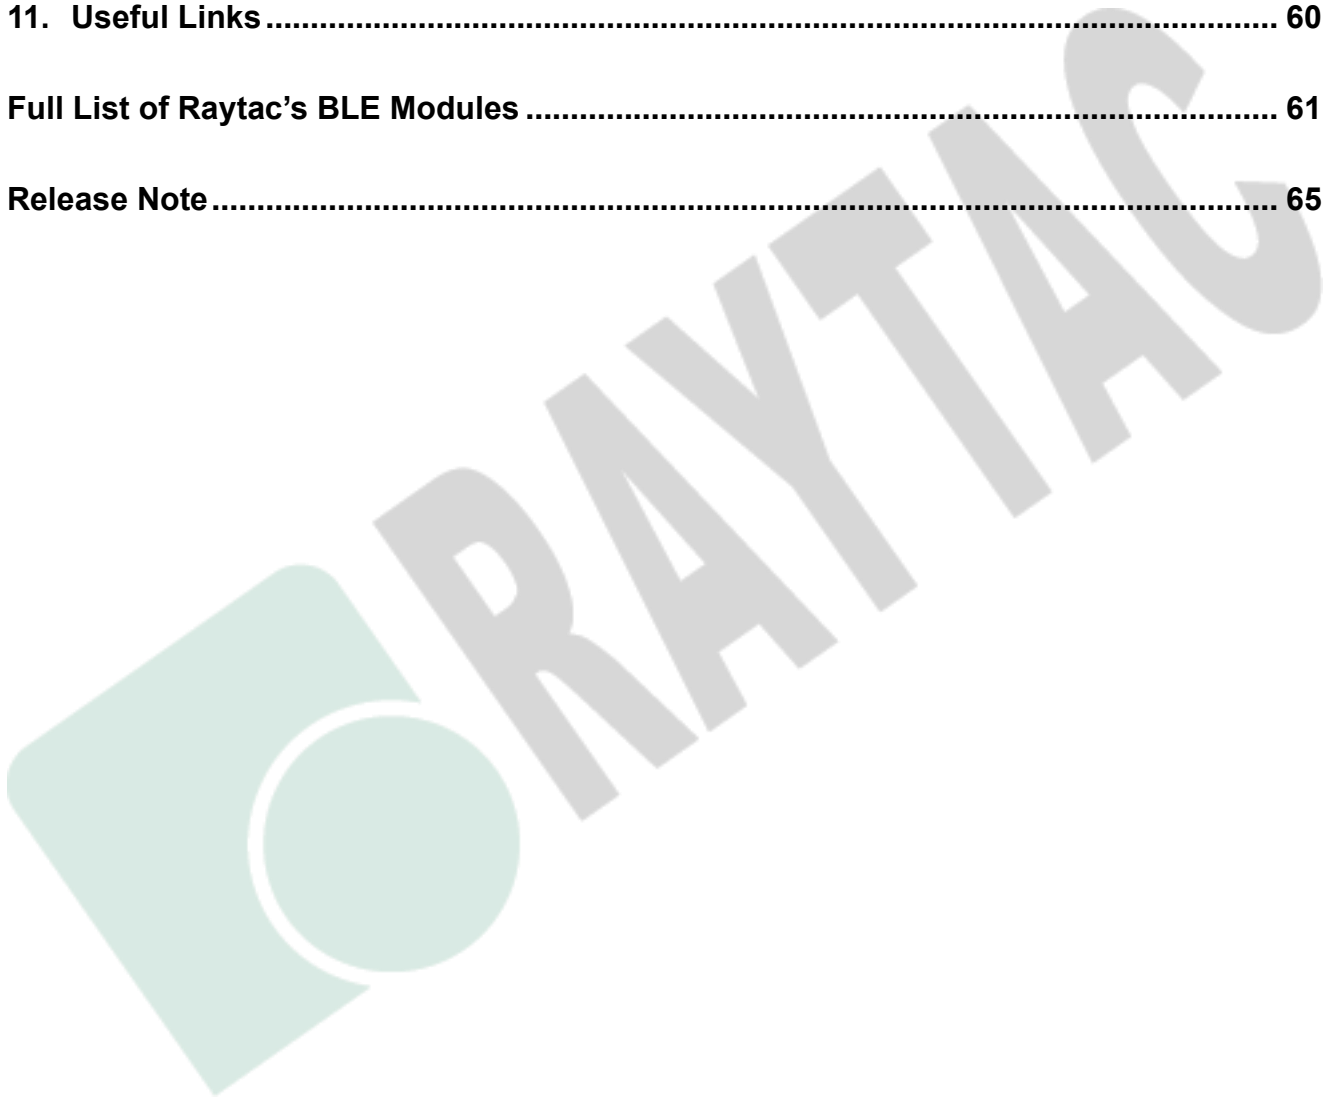 11. Useful Links.................................................................................................................. 60
Full List of Raytac’s BLE Modules .................................................................................... 61
Release Note....................................................................................................................... 65
RAYTAC